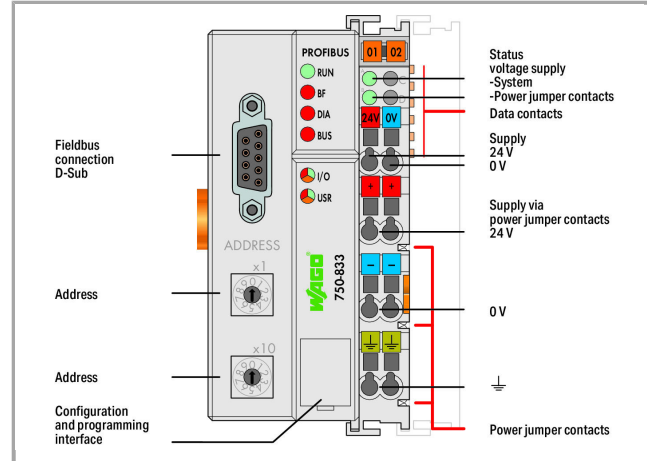 Fieldbus
connection
D-Sub
Address
Address
Configuration
and programming
interface
ADDRESS
x1
x10
PROFIBUS
RUN
BF
DIA
BUS
I/O
USR
WAGO
750-833
01 02
24V 0V
+ +
− −
Status
voltage supply
-System
-Power jumper contacts
Data contacts
Supply
24 V
0 V
Supply via
power jumper contacts
24 V
0 V
Power jumper contacts